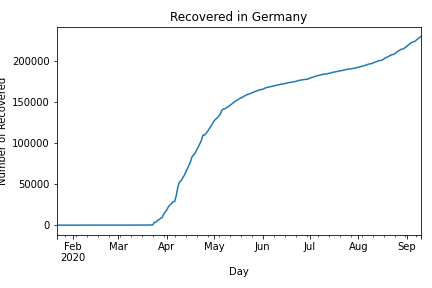 Recovered in Germany
Number of Recovered
200000
150000
100000
50000
0
Feb Mar Apr May Jun Jul Aug Sep
2020
Day